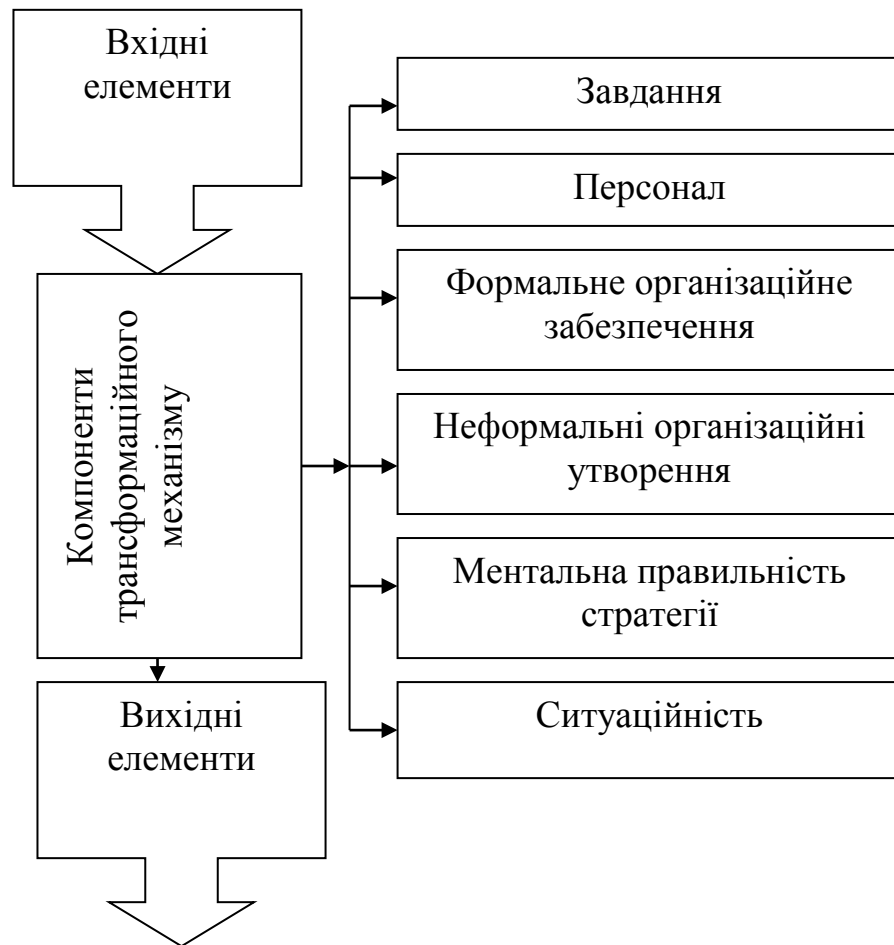 Вхідні
елементи
Компоненти
трансформаційного
механізму
Вихідні
елементи
Завдання
Персонал
Формальне організаційне
забезпечення
Неформальні організаційні
утворення
Ментальна правильність
стратегії
Ситуаційність